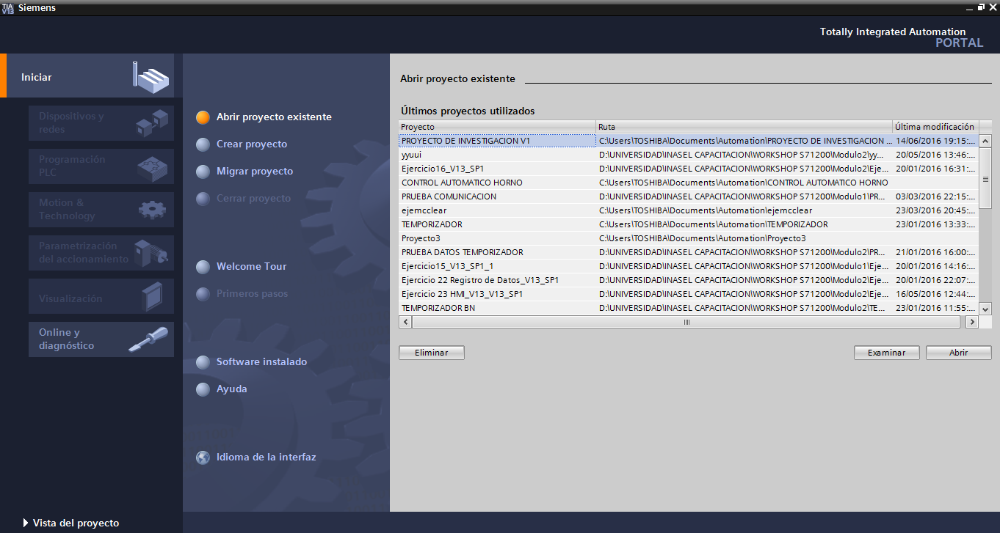 TIA
V13
Siemens
Totally Integrated Automation
PORTAL
Iniciar
Dispositivos y
redes
Programación
PLC
Motion &
Technology
Parametrización
del accionamiento
Visualización
Online y
diagnóstico
Vista del proyecto
Abrir proyecto existente
Crear proyecto
Migrar proyecto
Cerrar proyecto
Welcome Tour
Primeros pasos
Software instalado
Ayuda
Idioma de la interfaz
Abrir proyecto existente
Últimos proyectos utilizados
Proyecto Ruta Última modificación
PROYECTO DE INVESTIGACION V1 C:\Users\TOSHIBA\Documents\Automation\PROYECTO DE INVESTIGACION ... 14/06/2016 19:15:...
yyuui D:\UNIVERSIDAD\INASEL CAPACITACION\WORKSHOP S71200\Modulo2\yy... 20/05/2016 13:46:...
Ejercicio16_V13_SP1 D:\UNIVERSIDAD\INASEL CAPACITACION\WORKSHOP S71200\Modulo2\Eje... 20/01/2016 16:31:...
CONTROL AUTOMATICO HORNO C:\Users\TOSHIBA\Documents\Automation\CONTROL AUTOMATICO HORNO
PRUEBA COMUNICACION D:\UNIVERSIDAD\INASEL CAPACITACION\WORKSHOP S71200\Modulo1\PR... 03/03/2016 22:15:...
ejemcclear C:\Users\TOSHIBA\Documents\Automation\ejemcclear 23/03/2016 20:45:...
TEMPORIZADOR C:\Users\TOSHIBA\Documents\Automation\TEMPORIZADOR 23/01/2016 13:33:...
Proyecto3 C:\Users\TOSHIBA\Documents\Automation\Proyecto3
PRUEBA DATOS TEMPORIZADOR D:\UNIVERSIDAD\INASEL CAPACITACION\WORKSHOP S71200\Modulo2\PR... 21/01/2016 16:00:...
Ejercicio15_V13_SP1_1 D:\UNIVERSIDAD\INASEL CAPACITACION\WORKSHOP S71200\Modulo1\Eje... 20/01/2016 14:16:...
Ejercicio 22 Registro de Datos_V13_SP1 D:\UNIVERSIDAD\INASEL CAPACITACION\WORKSHOP S71200\Modulo2\Eje... 20/01/2016 22:07:...
Ejercicio 23 HMI_V13_V13_SP1 D:\UNIVERSIDAD\INASEL CAPACITACION\WORKSHOP S71200\Modulo2\Eje... 16/05/2016 12:44:...
TEMPORIZADOR BN D:\UNIVERSIDAD\INASEL CAPACITACION\WORKSHOP S71200\Modulo2\TE... 23/01/2016 11:55:...
Eliminar Examinar Abrir